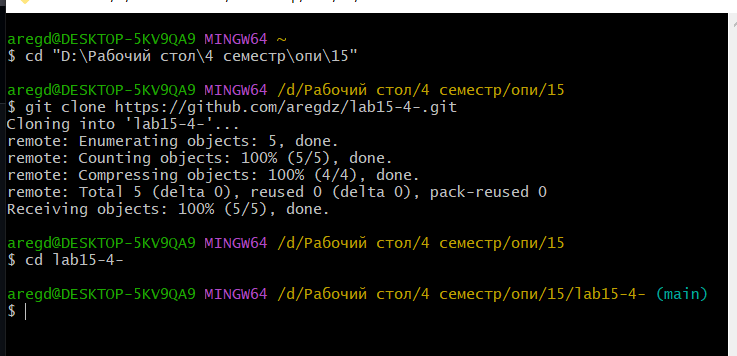 aregd@DESKTOP-5KV9QA9 MINGW64 ~
$ cd "D:\Рабочий стол\4 семестр\опи\15"
aregd@DESKTOP-5KV9QA9 MINGW64 /d/Рабочий стол/4 семестр/опи/15
$ git clone https://github.com/aregdz/lab15-4-.git
Cloning into 'lab15-4-'...
remote: Enumerating objects: 5, done.
remote: Counting objects: 100% (5/5), done.
remote: Compressing objects: 100% (4/4), done.
remote: Total 5 (delta 0), reused 0 (delta 0), pack-reused 0
Receiving objects: 100% (5/5), done.
aregd@DESKTOP-5KV9QA9 MINGW64 /d/Рабочий стол/4 семестр/опи/15
$ cd lab15-4-
aregd@DESKTOP-5KV9QA9 MINGW64 /d/Рабочий стол/4 семестр/опи/15/lab15-4- (main)
$